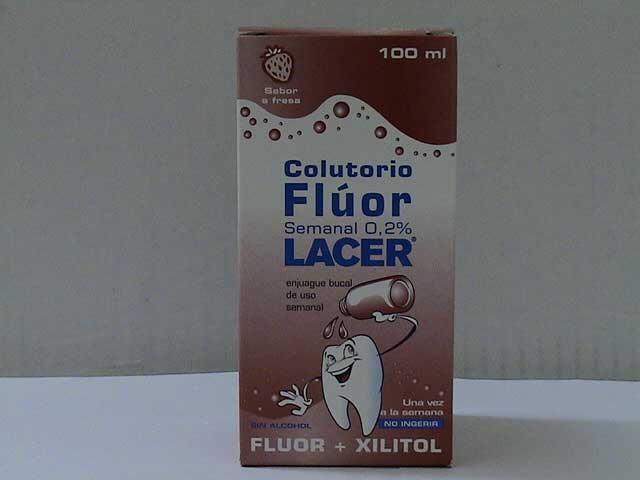 100 ml
Sabor
a fresa
Colutorio
Flúor
Semanal 0,2%
LACER®
enjuague bucal
de uso
semanal
Una vez
a la semana
SIN ALCOHOL
NO INGERIR
FLUOR + XILITOL